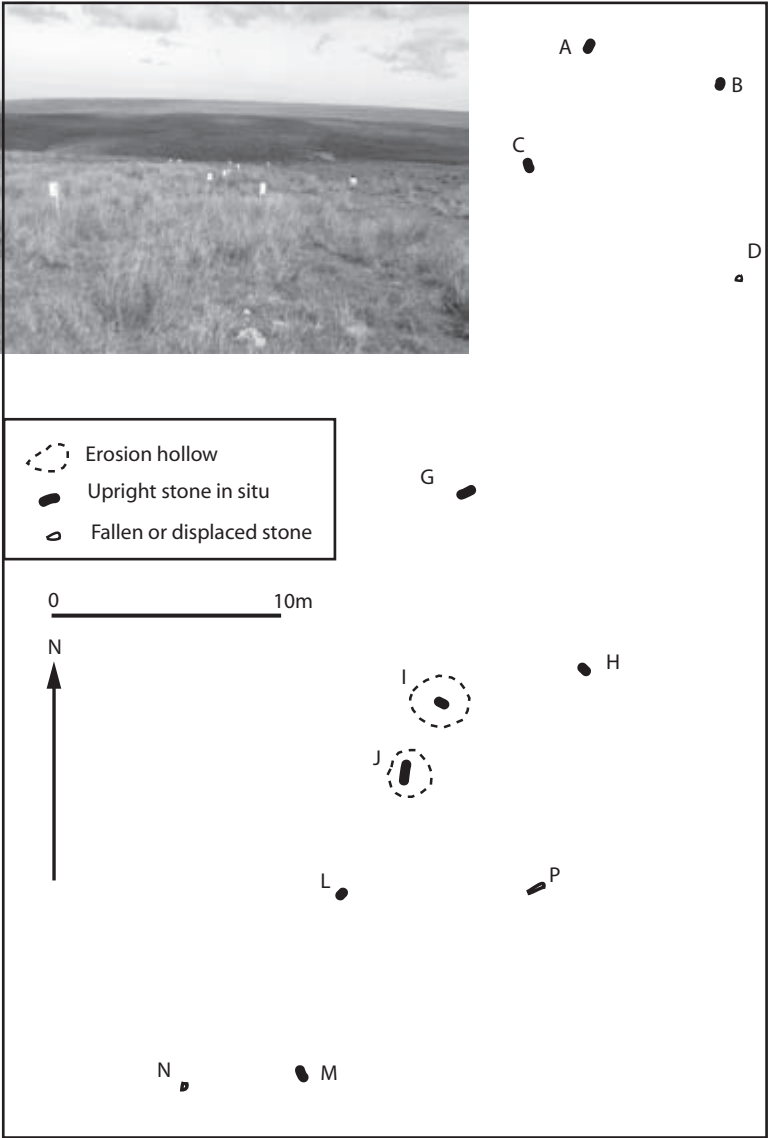 A
B
C
D
G
Erosion hollow
Upright stone in situ
Fallen or displaced stone
0 10m
N
H
I
J
L
P
N
M